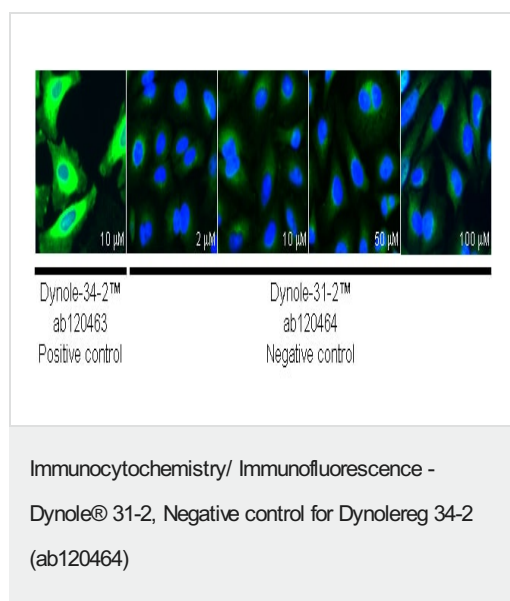 10 µM
2 µM
10 µM
50 µM
100 µM
Dynole-34-2™
ab120463
Positive control
Dynole-31-2™
ab120464
Negative control
Immunocytochemistry/ Immunofluorescence -
Dynole® 31-2, Negative control for Dynolereg 34-2
(ab120464)